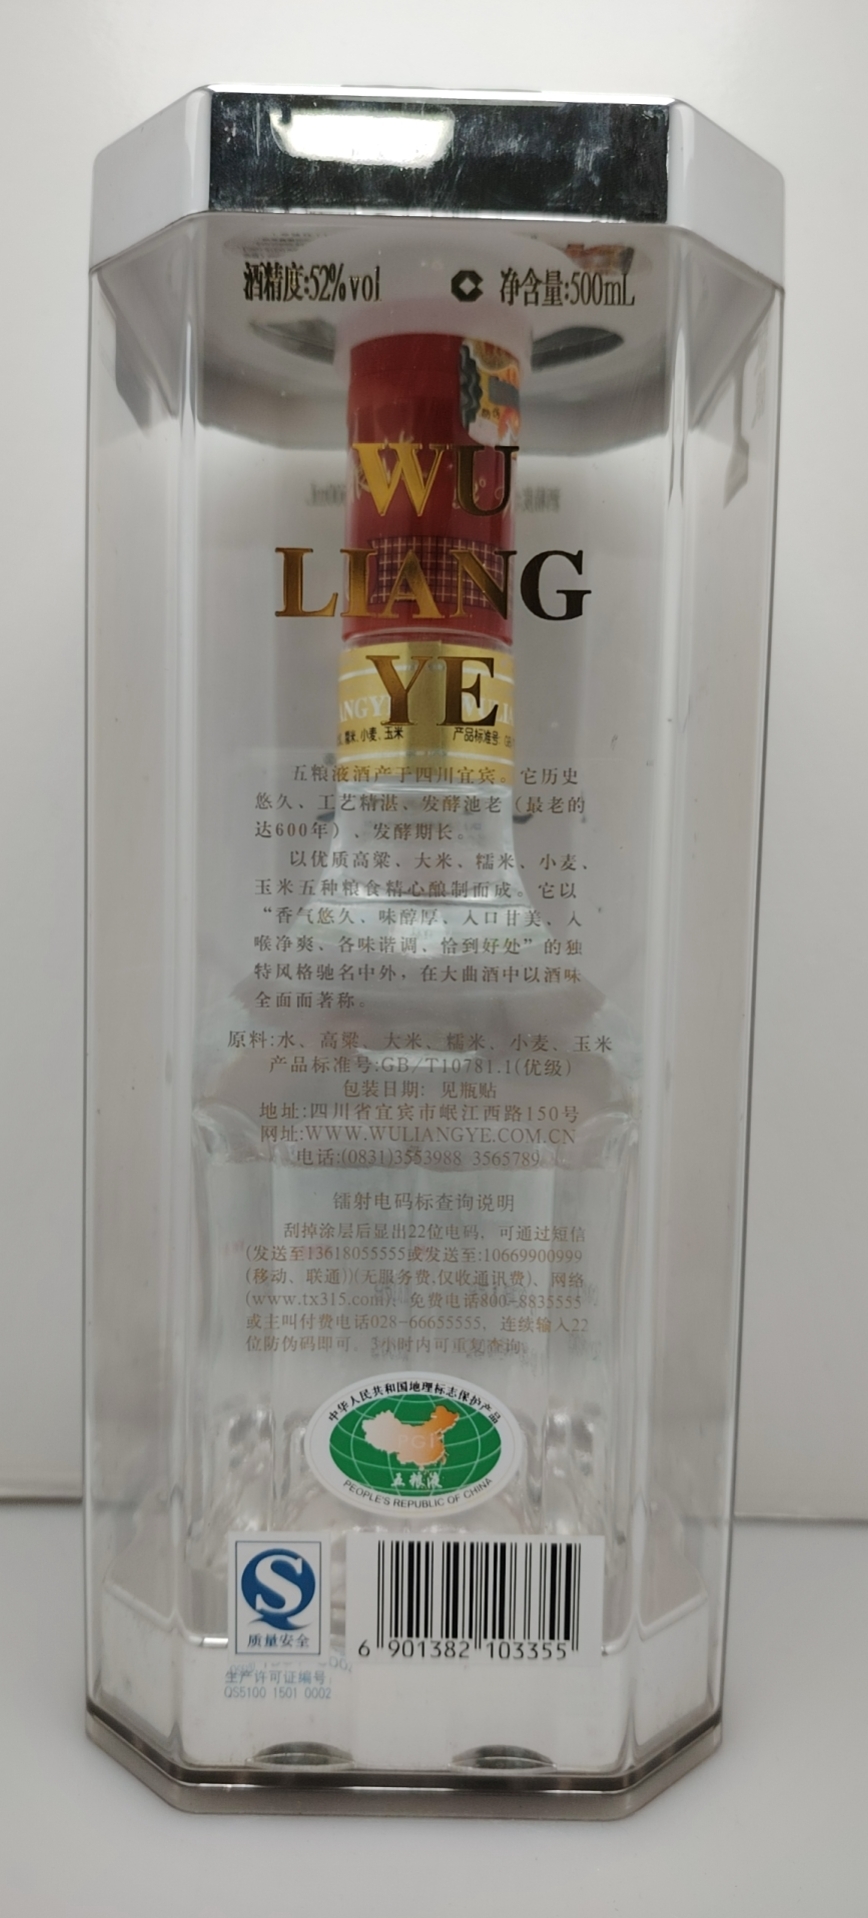 酒精度:52%vol
净含量:500mL
WU
LIANG
YE
糯米、小麦、玉米
产品标准号:
五粮液酒产于四川宜宾。它历史
悠久、工艺精湛、发酵池老（最老的
达600年）、发酵期长。
以优质高粱、大米、糯米、小麦、
玉米五种粮食精心酿制而成。它以
“香气悠久、味醇厚、入口甘美、入
喉净爽、各味谐调、恰到好处”的独
特风格驰名中外，在大曲酒中以酒味
全面而著称。
原料:水、高粱、大米、糯米、小麦、玉米
产品标准号:GB/T10781.1(优级)
包装日期: 见瓶贴
地址:四川省宜宾市岷江西路150号
网址:WWW.WULIANGYE.COM.CN
电话:(0831)3553988 3565789
镭射电码标查询说明
刮掉涂层后显出22位电码，可通过短信
(发送至13618055555或发送至:10669900999
(移动、联通))(无服务费,仅收通讯费)、网络
(www.tx315.com)、免费电话800-8835555
或主叫付费电话028-66655555，连续输入22
位防伪码即可。3小时内可重复查询。
中华人民共和国地理标志保护产品
PGI
五粮液
PEOPLE'S REPUBLIC OF CHINA
质量安全
6 901382 103355
生产许可证编号:
QS5100 1501 0002